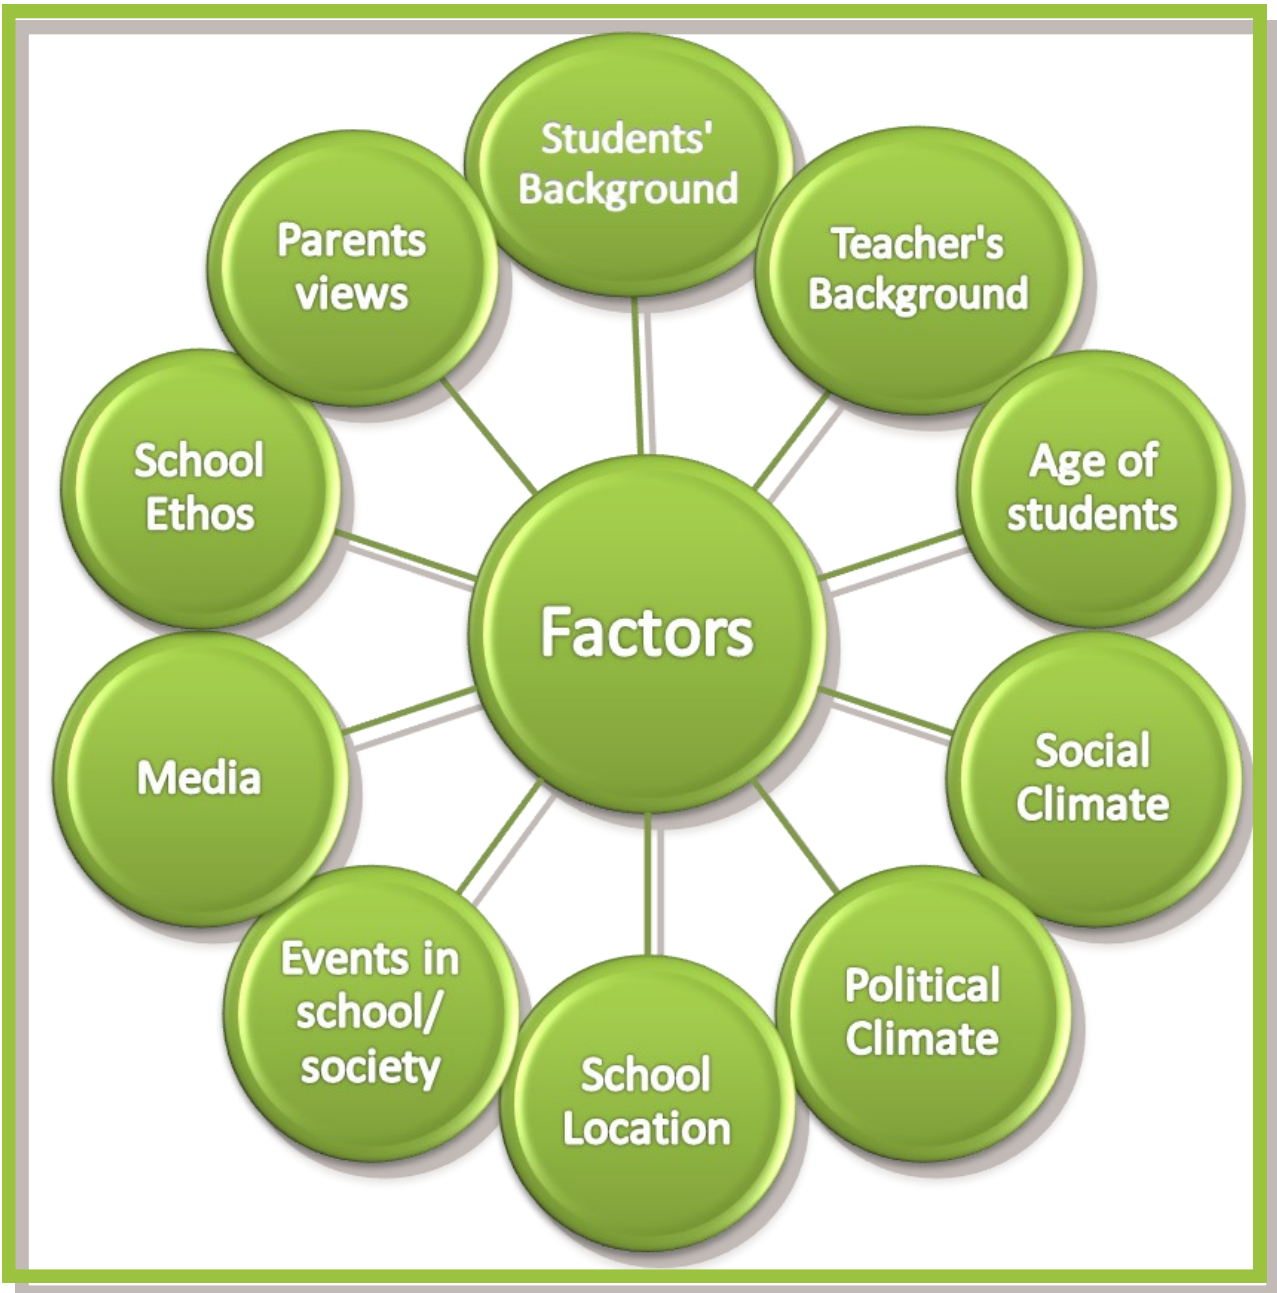 Students'
Background
Teacher's
Background
Age of
students
Social
Climate
Political
Climate
School
Location
Events in
school/
society
Media
School
Ethos
Parents
views
Factors